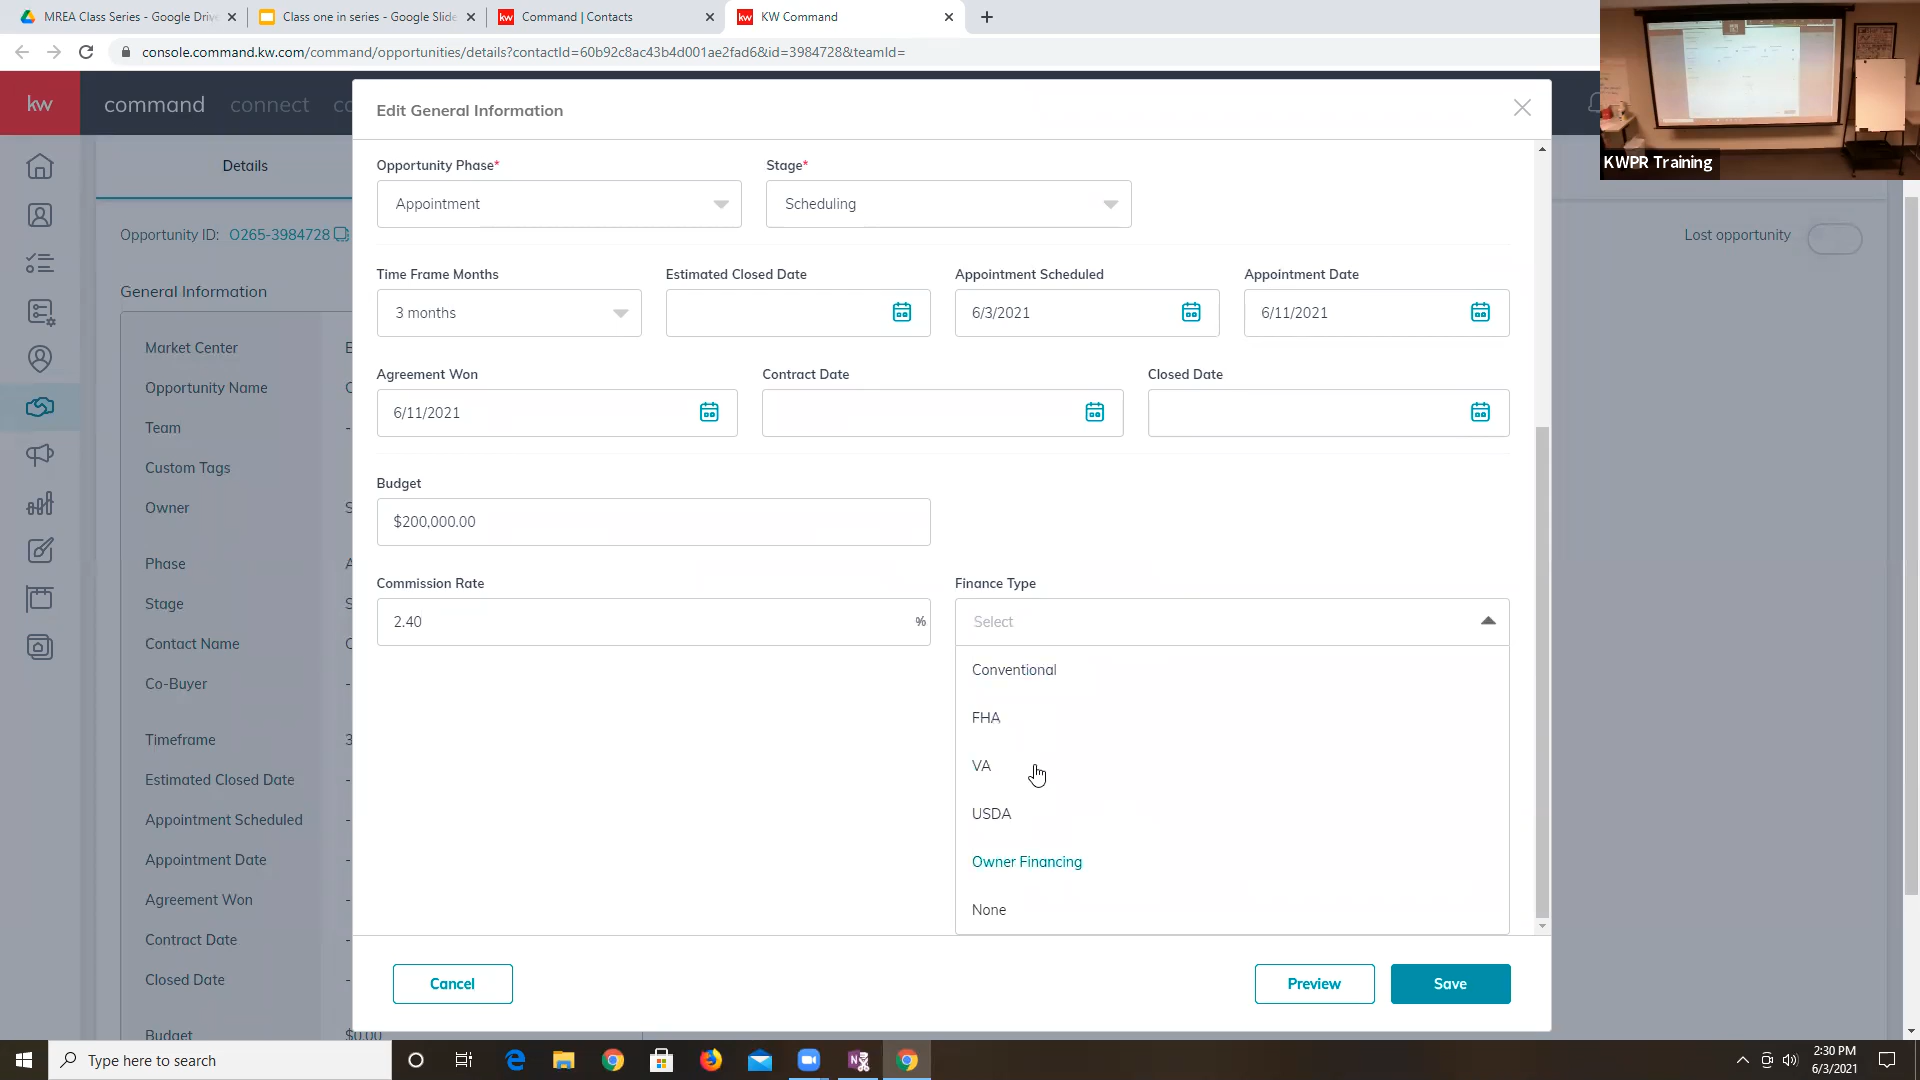 MREA Class Series - Google Driv
Class one in series - Google Slide
Command | Contacts
KW Command
console.command.kw.com/command/opportunities/details?contactId=60b92c8ac43b4d001ae2fad6&id=3984728&teamId=
kw
command
connect
co
Edit General Information
KWPR Training
Details
Opportunity Phase*
Stage*
Appointment
Scheduling
Opportunity ID:
O265-3984728
Lost opportunity
Time Frame Months
Estimated Closed Date
Appointment Scheduled
Appointment Date
General Information
3 months
6/3/2021
6/11/2021
Market Center
Agreement Won
Contract Date
Closed Date
Opportunity Name
6/11/2021
Team
-
Custom Tags
Budget
Owner
$200,000.00
Phase
Commission Rate
Finance Type
Stage
2.40
%
Select
Contact Name
Conventional
Co-Buyer
-
FHA
Timeframe
3
VA
Estimated Closed Date
-
USDA
Appointment Scheduled
-
Appointment Date
-
Owner Financing
Agreement Won
-
None
Contract Date
-
Closed Date
-
Cancel
Preview
Save
Budget
$0.00
Type here to search
2:30 PM
6/3/2021